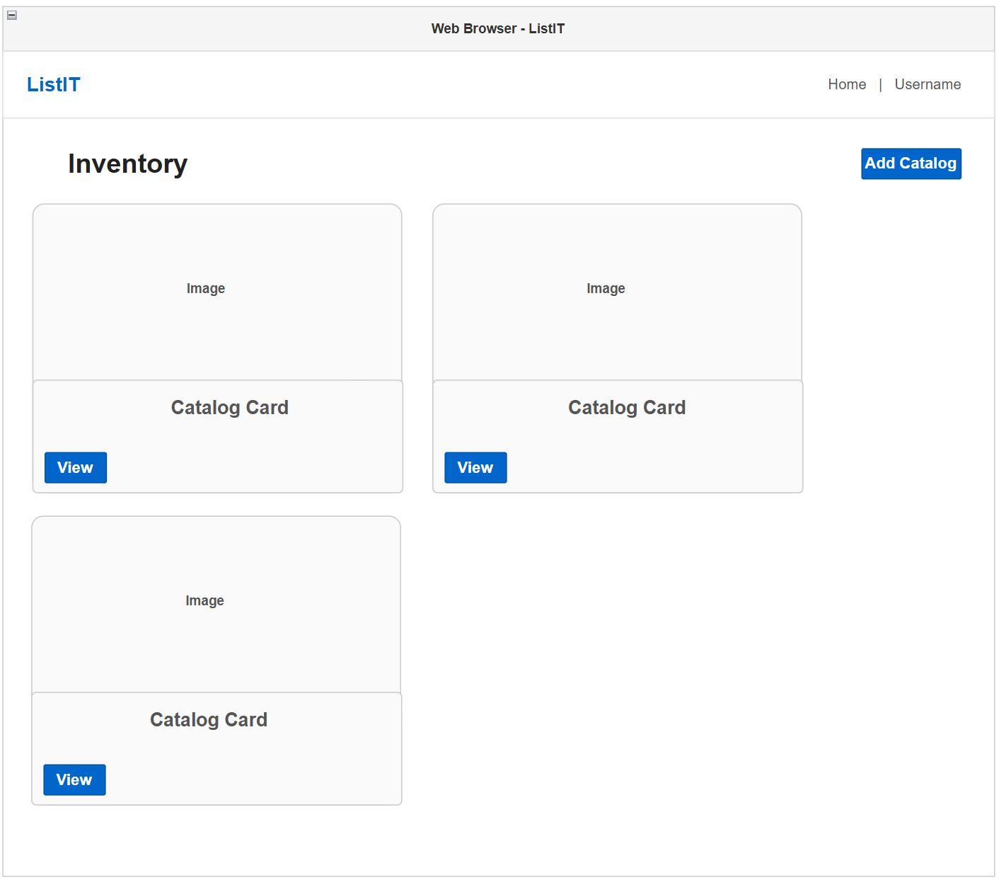 Web Browser - ListIT
ListIT
Home | Username
Inventory
Add Catalog
Image
Image
Catalog Card
Catalog Card
View
View
Image
Catalog Card
View